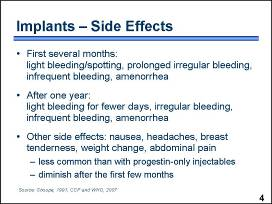 Implants – Side Effects
• First several months:
light bleeding/spotting, prolonged irregular bleeding,
infrequent bleeding, amenorrhea
• After one year:
light bleeding for fewer days, irregular bleeding,
infrequent bleeding, amenorrhea
• Other side effects: nausea, headaches, breast
tenderness, weight change, abdominal pain
– less common than with progestin-only injectables
– diminish after the first few months
Source: 1991; CCP and WHO, 2007
4